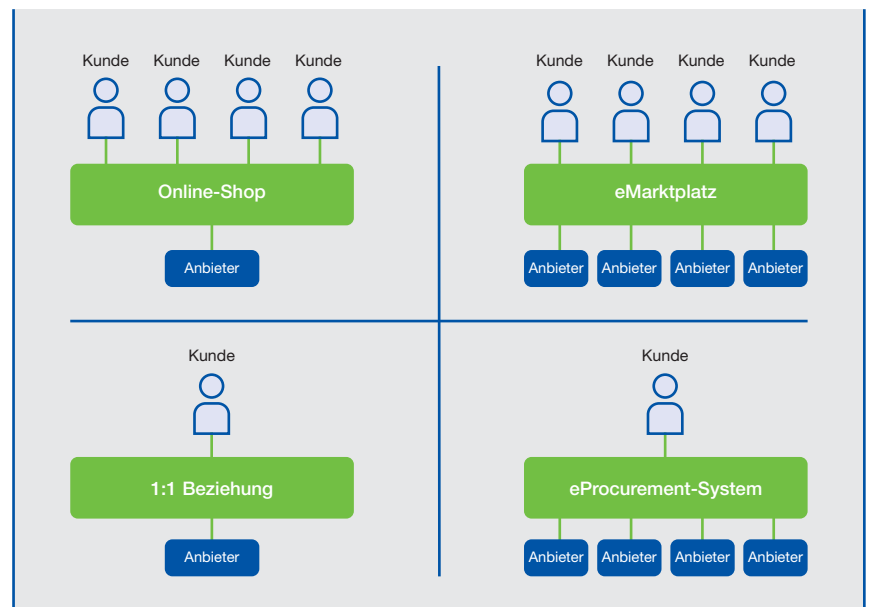 Kunde Kunde Kunde Kunde
Online-Shop
Anbieter
Kunde Kunde Kunde Kunde
eMarktplatz
Anbieter Anbieter Anbieter Anbieter
Kunde
1:1 Beziehung
Anbieter
Kunde
eProcurement-System
Anbieter Anbieter Anbieter Anbieter